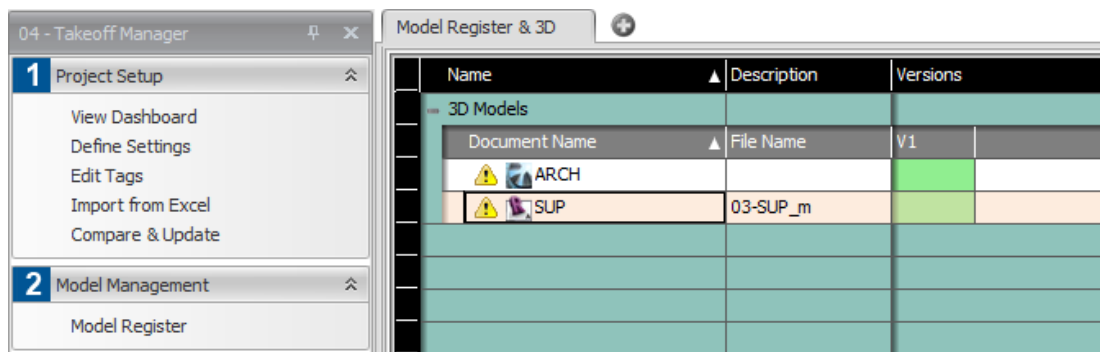 04 - Takeoff Manager
1 Project Setup
View Dashboard
Define Settings
Edit Tags
Import from Excel
Compare & Update
2 Model Management
Model Register
Model Register & 3D
Name Description Versions
3D Models
Document Name File Name V1
ARCH
SUP 03-SUP_m